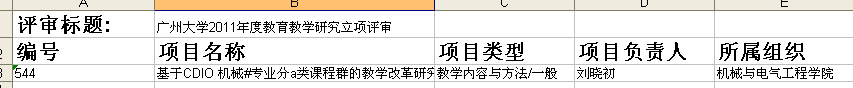 A B C D E
评审标题: 广州大学2011年度教育教学研究立项评审
编号 项目名称 项目类型 项目负责人 所属组织
544 基于CDIO 机械#专业分a类课程群的教学改革研究 教学内容与方法/一般 刘晓初 机械与电气工程学院